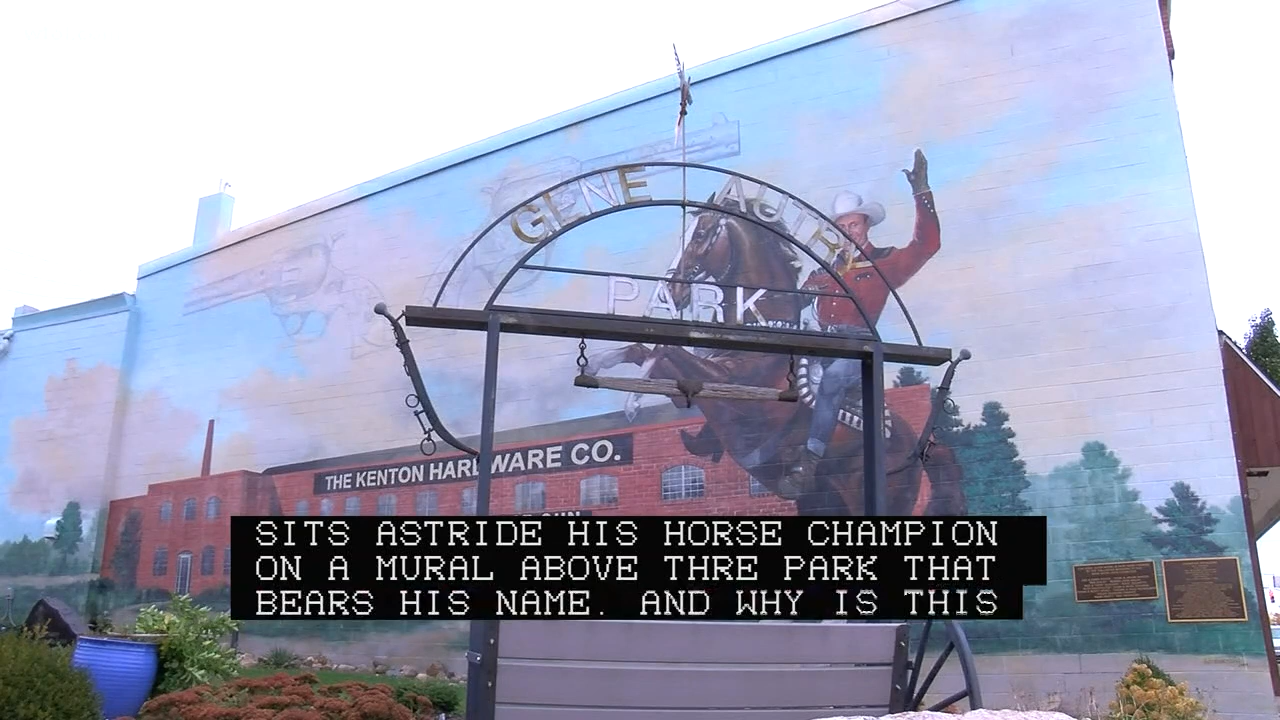 GENE AUTRY
PARK
THE KENTON HARDWARE CO.
SITS ASTRIDE HIS HORSE CHAMPION
ON A MURAL ABOVE THRE PARK THAT
BEARS HIS NAME. AND WHY IS THIS